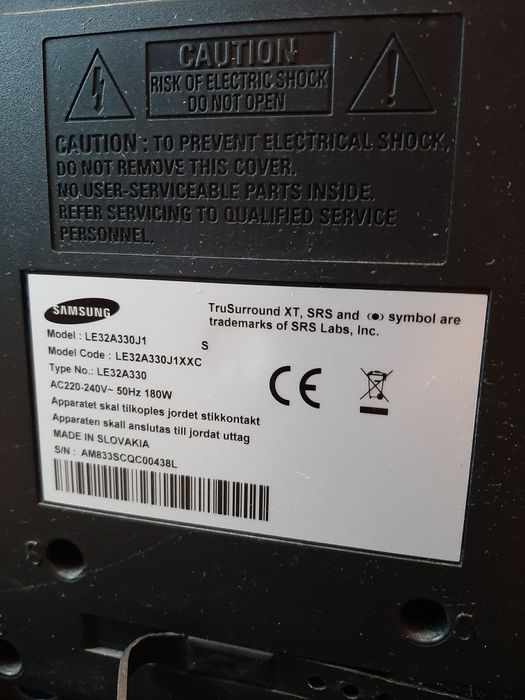 CAUTION
RISK OF ELECTRIC SHOCK
DO NOT OPEN
CAUTION : TO PREVENT ELECTRICAL SHOCK,
DO NOT REMOVE THIS COVER.
NO USER-SERVICEABLE PARTS INSIDE.
REFER SERVICING TO QUALIFIED SERVICE
PERSONNEL.
SAMSUNG
TruSurround XT, SRS and (●) symbol are
trademarks of SRS Labs, Inc.
Model : LE32A330J1
S
Model Code : LE32A330J1XXC
Type No.: LE32A330
AC220-240V~ 50Hz 180W
Apparatet skal tilkoples jordet stikkontakt
Apparaten skall anslutas till jordat uttag
MADE IN SLOVAKIA
S/N : AM833SCQC00438L
CE
S
S